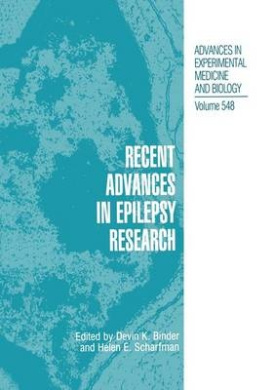 ADVANCES IN
EXPERIMENTAL
MEDICINE
AND BIOLOGY
Volume 548
RECENT
ADVANCES
IN EPILEPSY
RESEARCH
Edited by Devin K. Binder
and Helen E. Scharfman